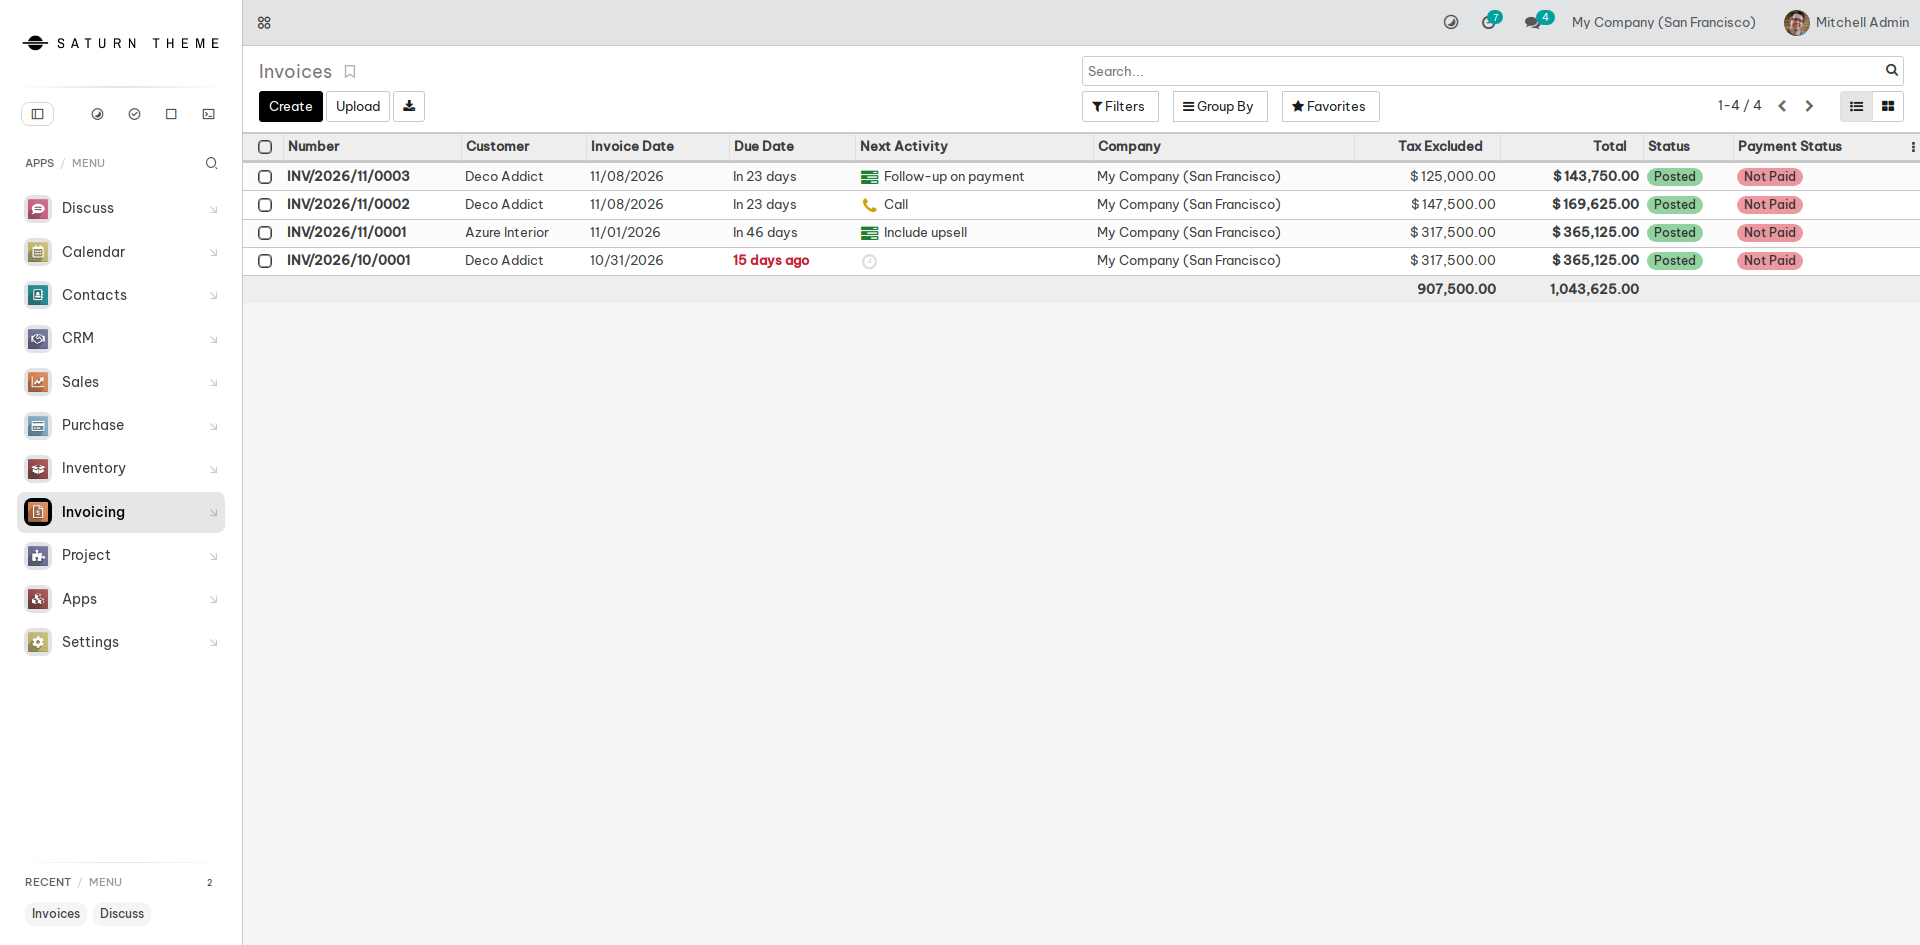 SATURN THEME
7
4
My Company (San Francisco)
Mitchell Admin
Invoices
Search...
Create
Upload
Filters
Group By
Favorites
1-4 / 4
APPS / MENU
Discuss
Calendar
Contacts
CRM
Sales
Purchase
Inventory
Invoicing
Project
Apps
Settings
Number Customer Invoice Date Due Date Next Activity Company Tax Excluded Total Status Payment Status
INV/2026/11/0003 Deco Addict 11/08/2026 In 23 days Follow-up on payment My Company (San Francisco) $ 125,000.00 $ 143,750.00 Posted Not Paid
INV/2026/11/0002 Deco Addict 11/08/2026 In 23 days Call My Company (San Francisco) $ 147,500.00 $ 169,625.00 Posted Not Paid
INV/2026/11/0001 Azure Interior 11/01/2026 In 46 days Include upsell My Company (San Francisco) $ 317,500.00 $ 365,125.00 Posted Not Paid
INV/2026/10/0001 Deco Addict 10/31/2026 15 days ago My Company (San Francisco) $ 317,500.00 $ 365,125.00 Posted Not Paid
907,500.00 1,043,625.00
RECENT / MENU 2
Invoices Discuss